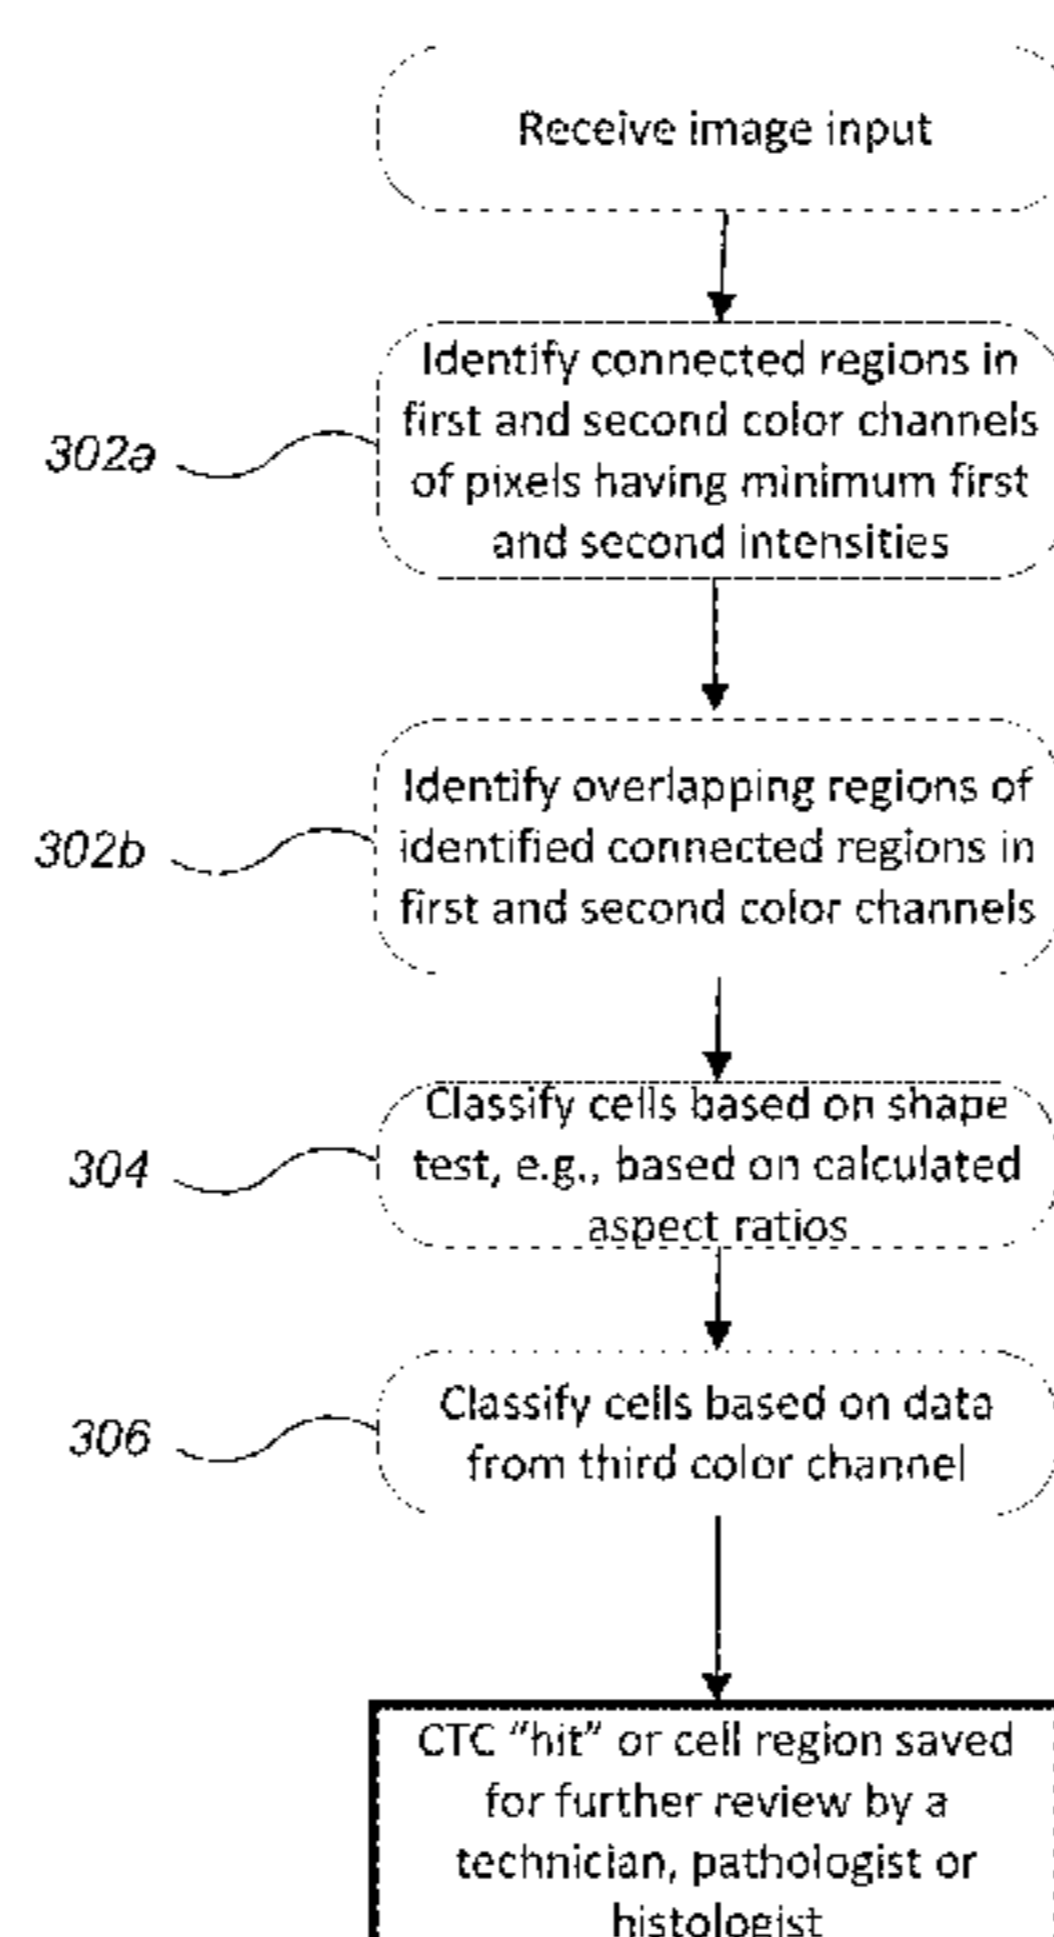 Receive image input
Identify connected regions in
first and second color channels
of pixels having minimum first
and second intensities
302a
Identify overlapping regions of
identified connected regions in
first and second color channels
302b
Classify cells based on shape
test, e.g., based on calculated
aspect ratios
304
Classify cells based on data
from third color channel
306
CTC “hit” or cell region saved
for further review by a
technician, pathologist or
histologist